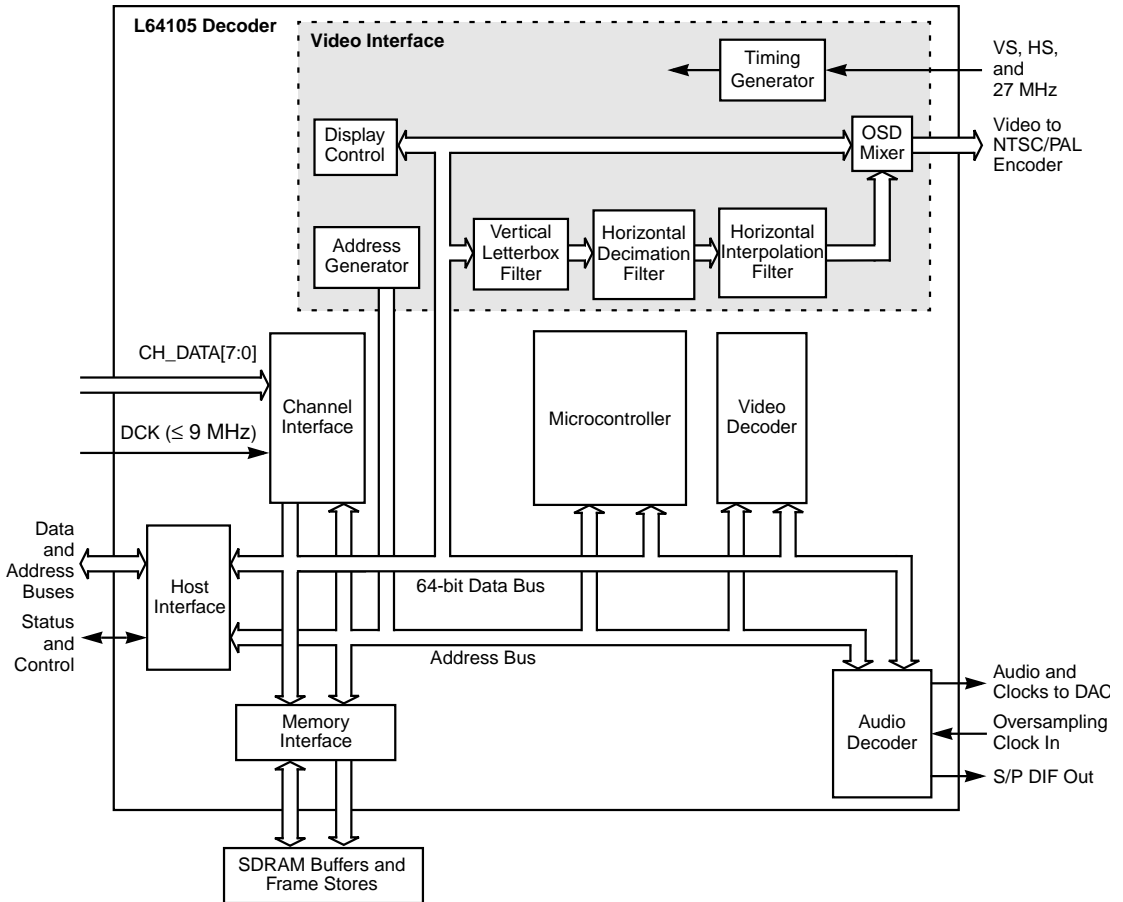 L64105 Decoder
Video Interface
Timing
Generator
VS, HS,
and
27 MHz
Display
Control
OSD
Mixer
Video to
NTSC/PAL
Encoder
Address
Generator
Vertical
Letterbox
Filter
Horizontal
Decimation
Filter
Horizontal
Interpolation
Filter
CH_DATA[7:0]
DCK (≤ 9 MHz)
Channel
Interface
Microcontroller
Video
Decoder
Data
and
Address
Buses
Status
and
Control
Host
Interface
64-bit Data Bus
Address Bus
Memory
Interface
Audio
Decoder
Audio and
Clocks to DAC
Oversampling
Clock In
S/P DIF Out
SDRAM Buffers and
Frame Stores